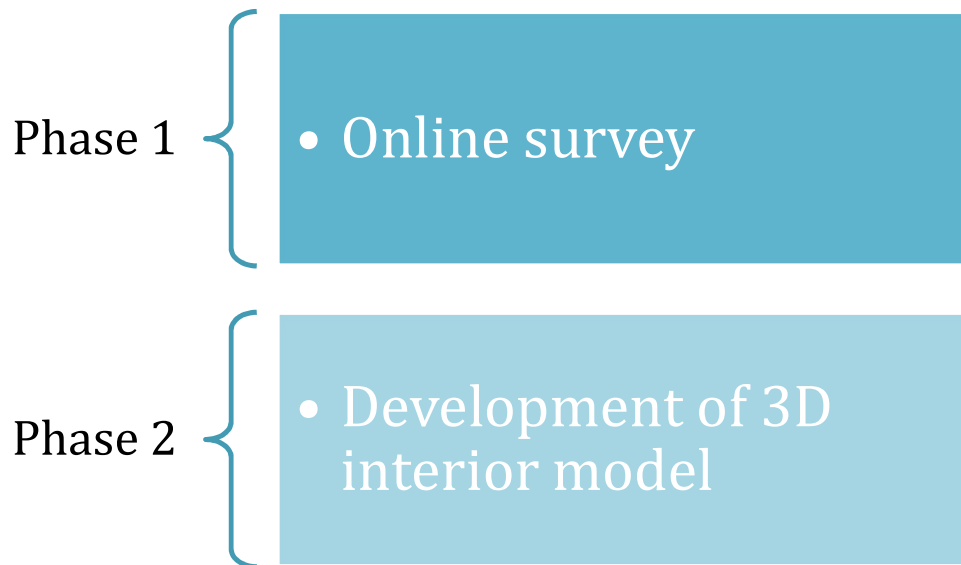 Phase 1
• Online survey
Phase 2
• Development of 3D
interior model